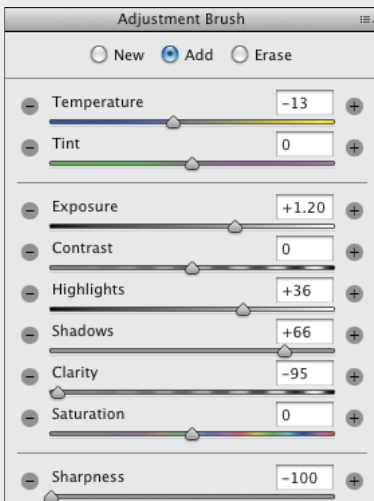 Adjustment Brush
New Add Erase
Temperature −13
Tint 0
Exposure +1.20
Contrast 0
Highlights +36
Shadows +66
Clarity −95
Saturation 0
Sharpness −100